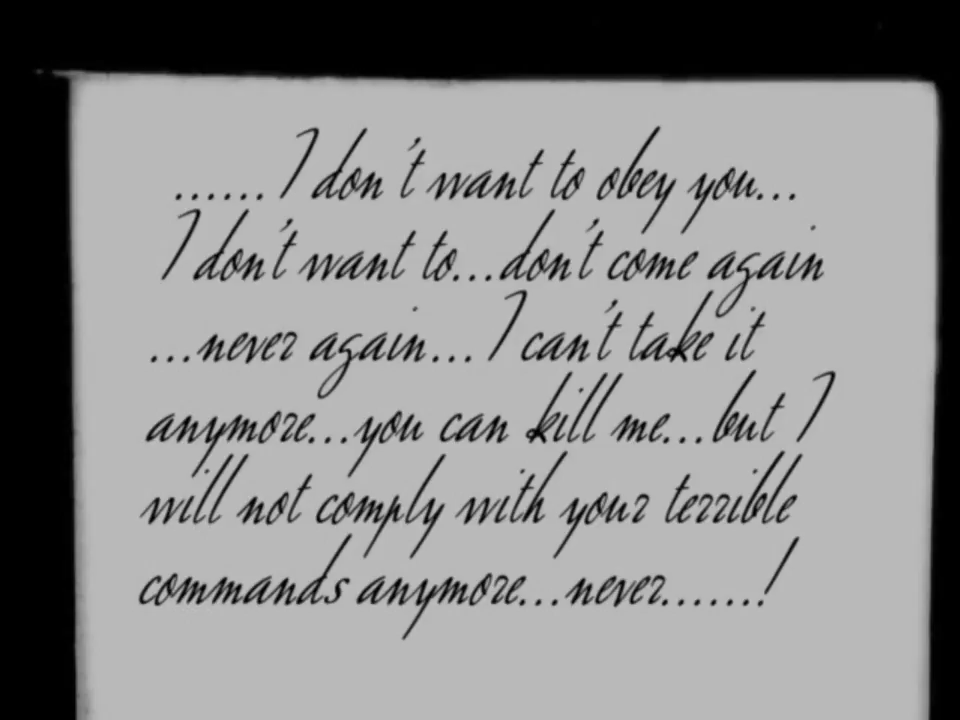 ......I don't want to obey you...
I don't want to...don't come again
...never again...I can't take it
anymore...you can kill me...but I
will not comply with your terrible
commands anymore...never.......!